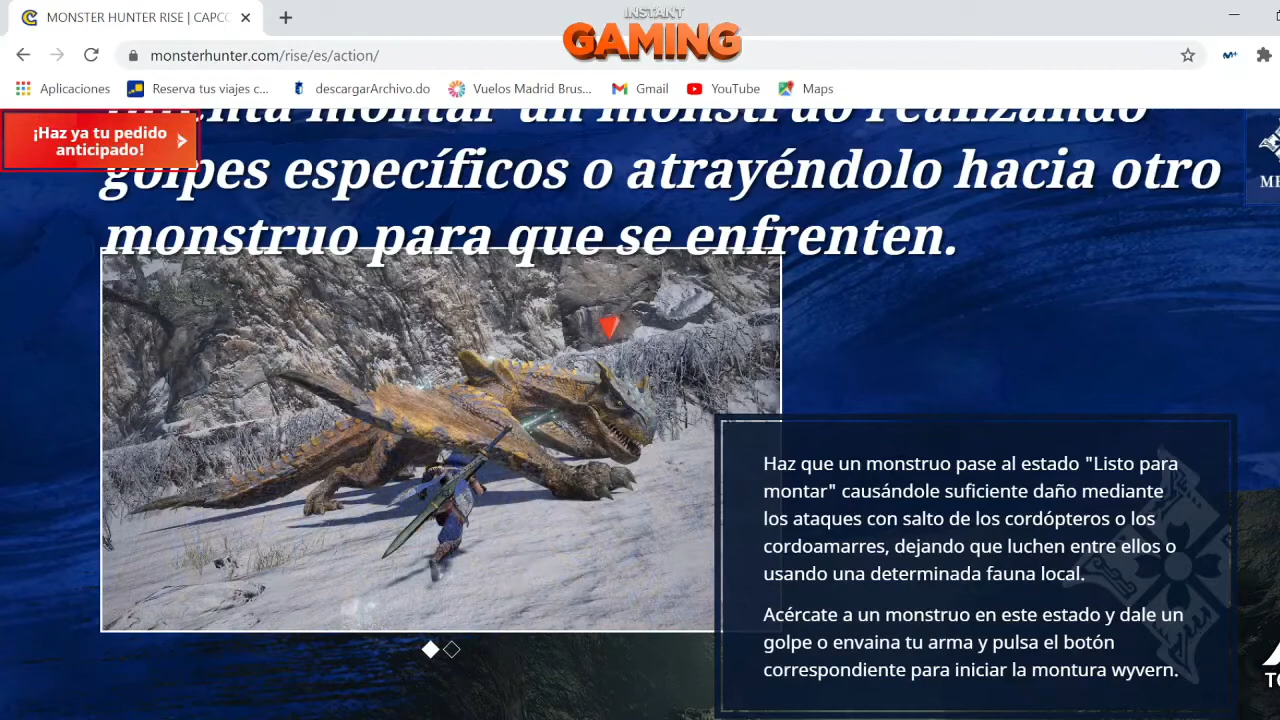 MONSTER HUNTER RISE | CAPCO
INSTANT
GAMING
monsterhunter.com/rise/es/action/
Aplicaciones
Reserva tus viajes c...
descargarArchivo.do
Vuelos Madrid Brus...
Gmail
YouTube
Maps
¡Haz ya tu pedido
anticipado!
montar un monstruo realizando
golpes específicos o atrayéndolo hacia otro
monstruo para que se enfrenten.
Haz que un monstruo pase al estado "Listo para
montar" causándole suficiente daño mediante
los ataques con salto de los cordópteros o los
cordoamarres, dejando que luchen entre ellos o
usando una determinada fauna local.
Acércate a un monstruo en este estado y dale un
golpe o envaina tu arma y pulsa el botón
correspondiente para iniciar la montura wyvern.